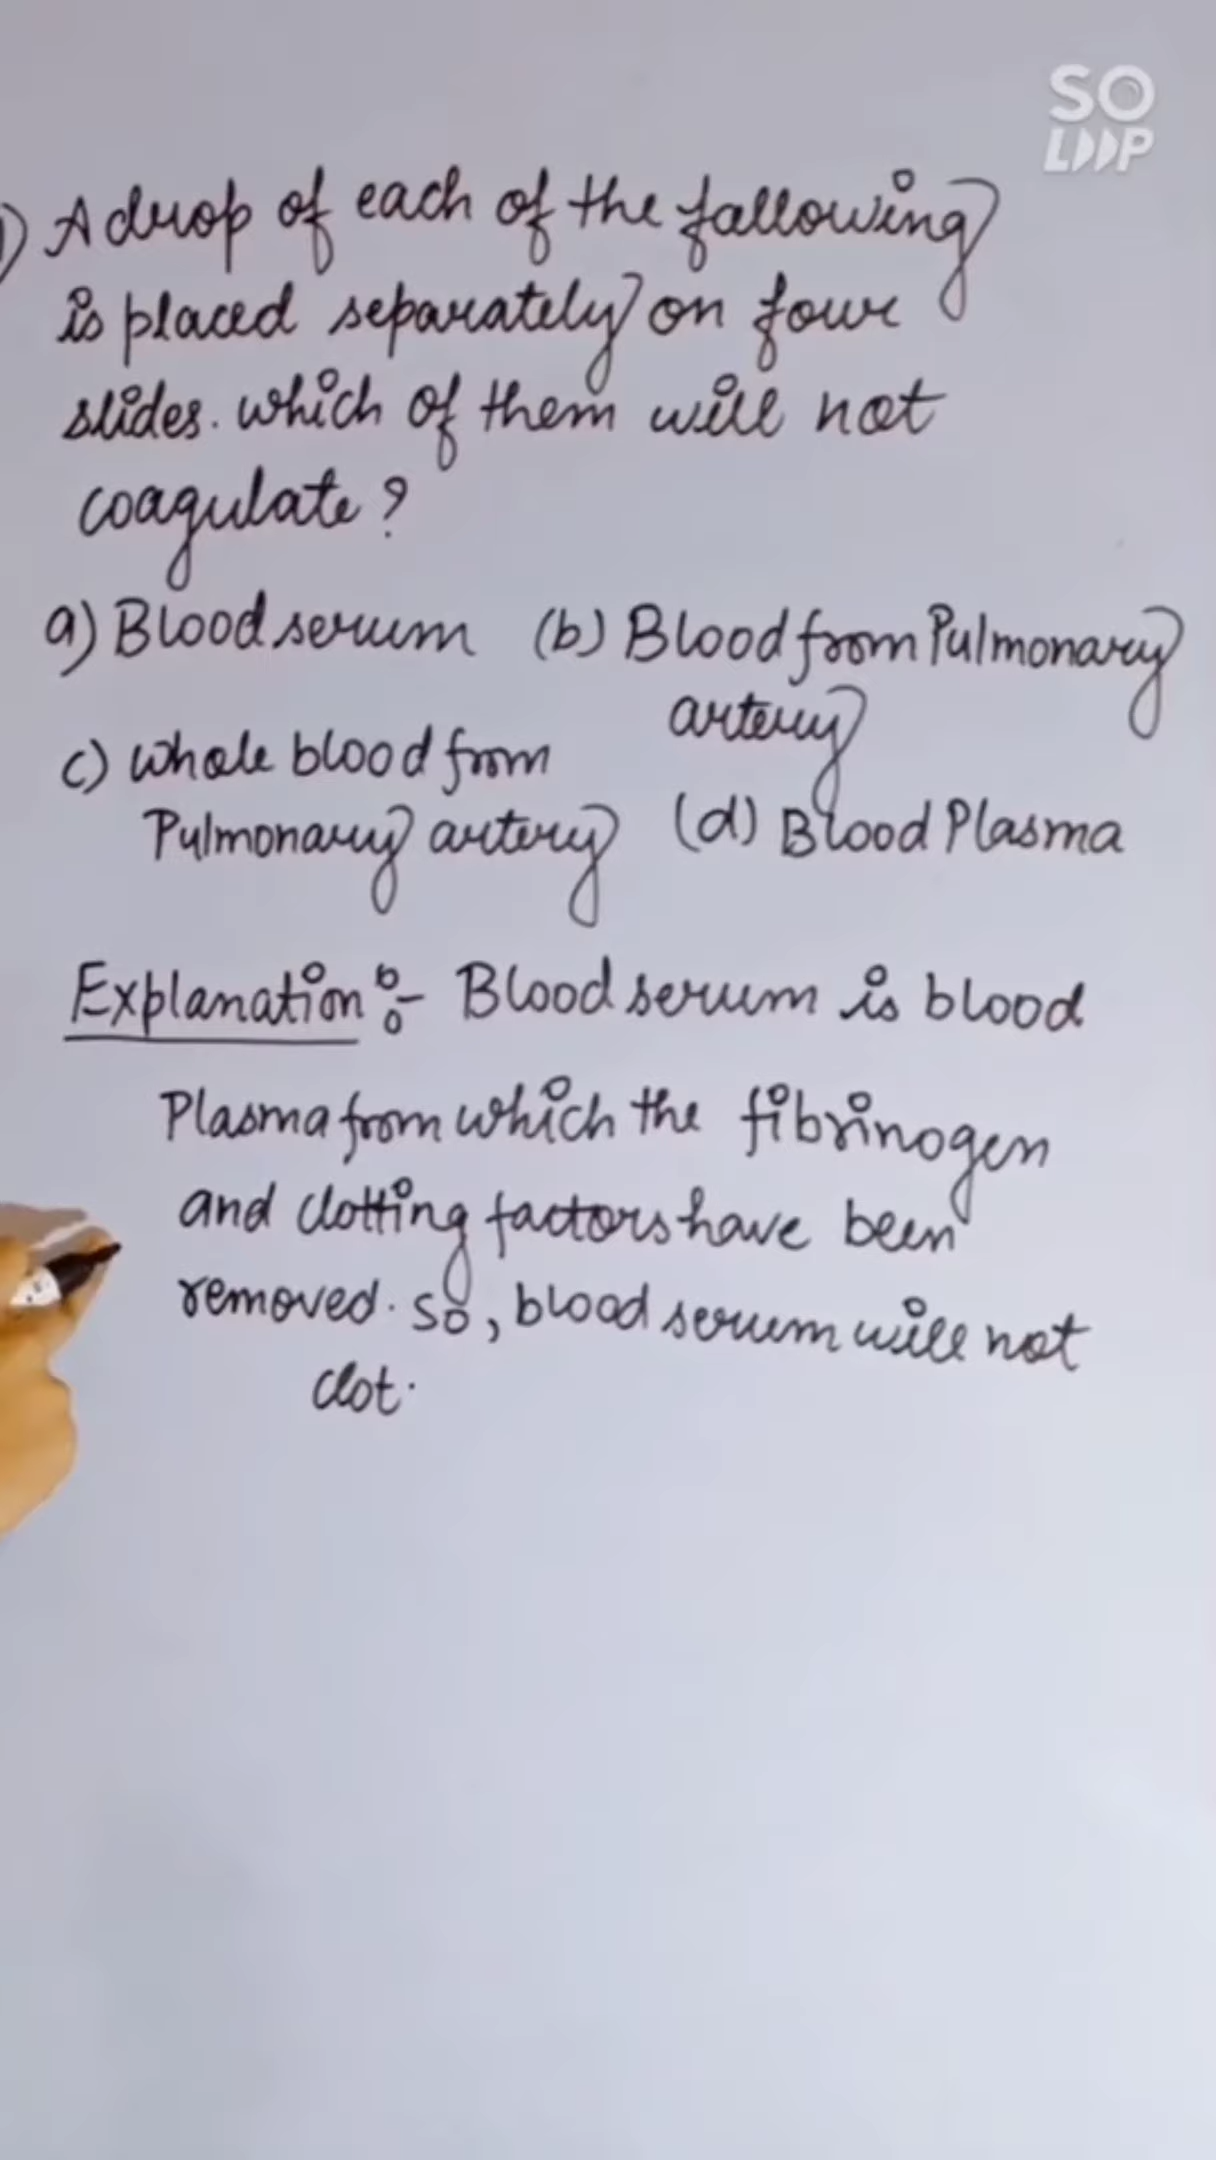 SO
LOOP
1) A drop of each of the fallowing
is placed separately on four
slides. which of them will not
coagulate?
a) Blood serum (b) Blood from Pulmonary
artery
c) whole blood from
Pulmonary artery (d) Blood Plasma
Explanation :- Blood serum is blood
Plasma from which the fibrinogen
and clotting factors have been
removed. so, blood serum will not
clot.